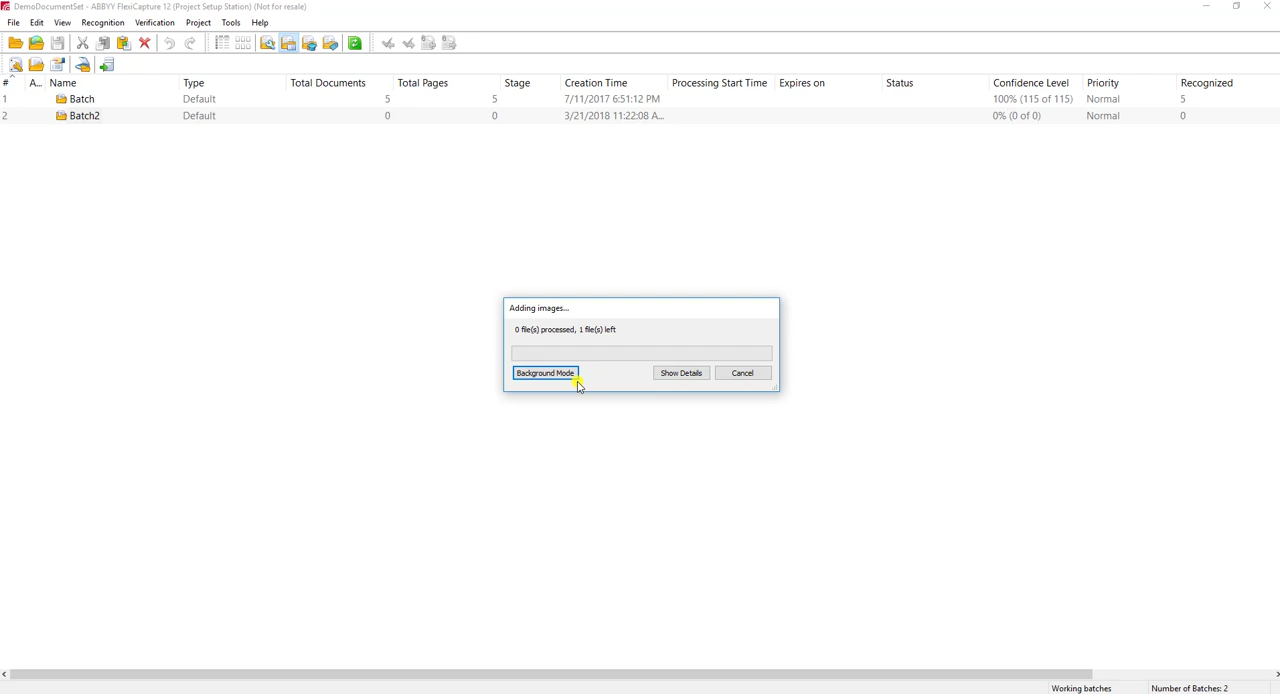 DemoDocumentSet - ABBYY FlexiCapture 12 (Project Setup Station) (Not for resale)
File Edit View Recognition Verification Project Tools Help
# A... Name Type Total Documents Total Pages Stage Creation Time Processing Start Time Expires on Status Confidence Level Priority Recognized
1 Batch Default 5 5 7/11/2017 6:51:12 PM 100% (115 of 115) Normal 5
2 Batch2 Default 0 0 3/21/2018 11:22:08 A... 0% (0 of 0) Normal 0
Adding images...
0 file(s) processed, 1 file(s) left
Background Mode Show Details Cancel
Working batches Number of Batches: 2